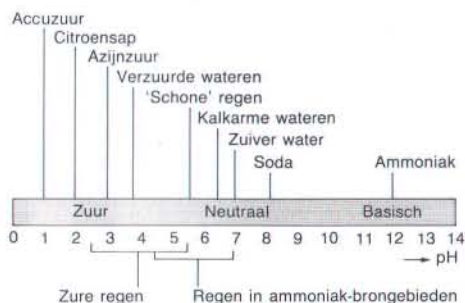 Accuzuur
Citroensap
Azijnzuur
Verzuurde wateren
'Schone' regen
Kalkarme wateren
Zuiver water
Soda Ammoniak
Zuur Neutraal Basisch
0 1 2 3 4 5 6 7 8 9 10 11 12 13 14
pH
Zure regen Regen in ammoniak-brongebieden